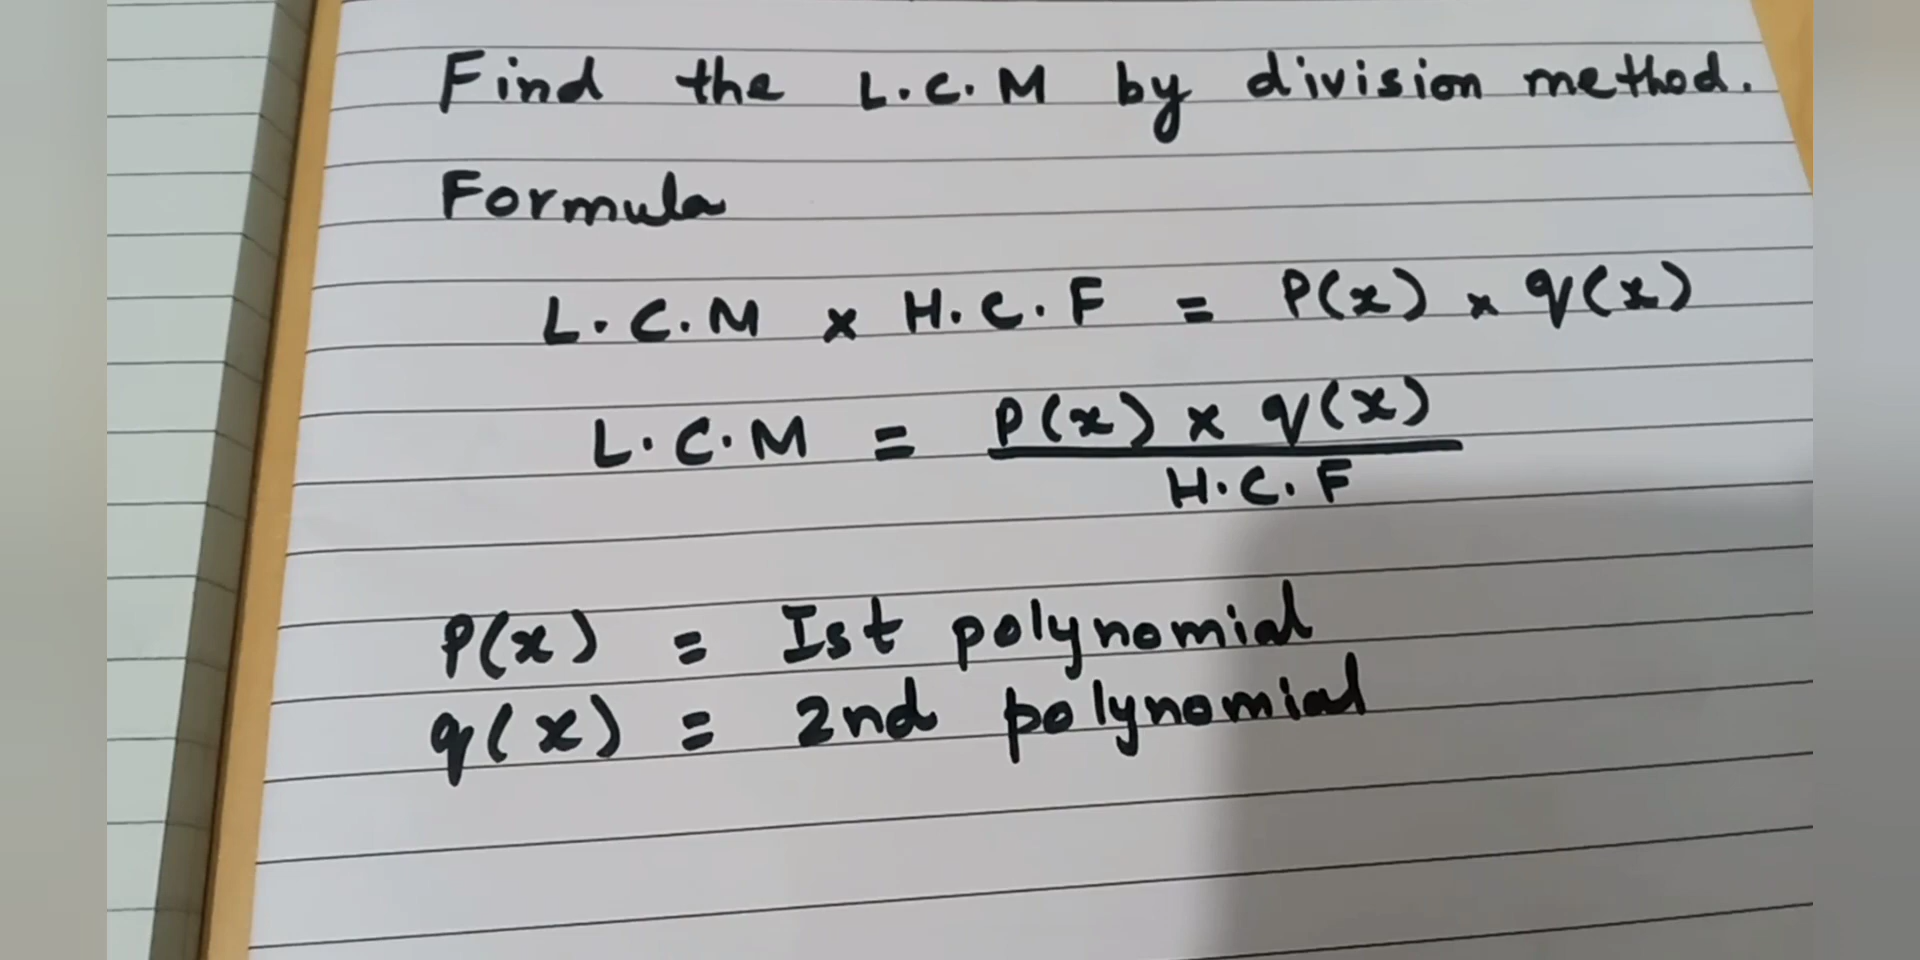 Find the L.C.M by division method.
Formula
L.C.M x H.C.F = P(x) x q(x)
L.C.M = P(x) x q(x)
H.C.F
P(x) = Ist polynomial
q(x) = 2nd polynomial